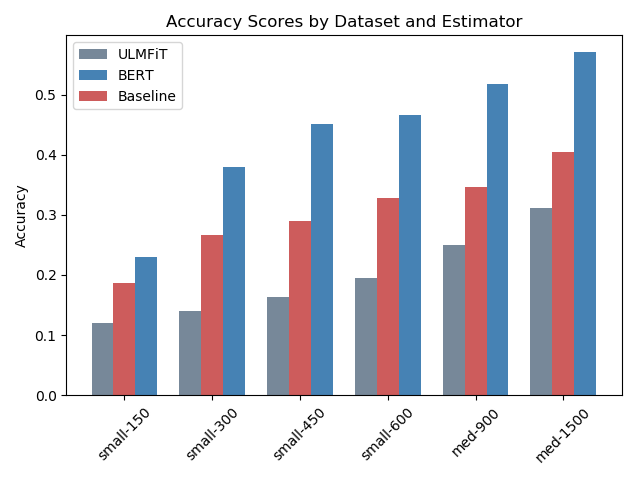 Accuracy Scores by Dataset and Estimator
ULMFiT
BERT
Baseline
Accuracy
0.5
0.4
0.3
0.2
0.1
0.0
small-150
small-300
small-450
small-600
med-900
med-1500